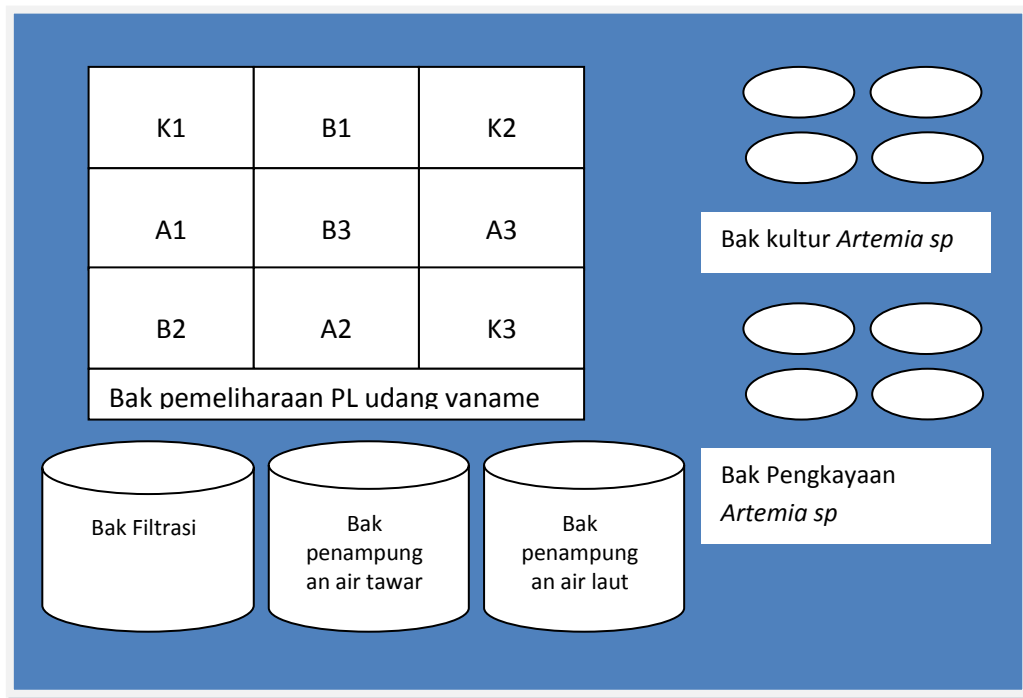 K1 B1 K2
A1 B3 A3
B2 A2 K3
Bak pemeliharaan PL udang vaname
Bak kultur Artemia sp
Bak Pengkayaan
Artemia sp
Bak Filtrasi
Bak
penampung
an air tawar
Bak
penampung
an air laut